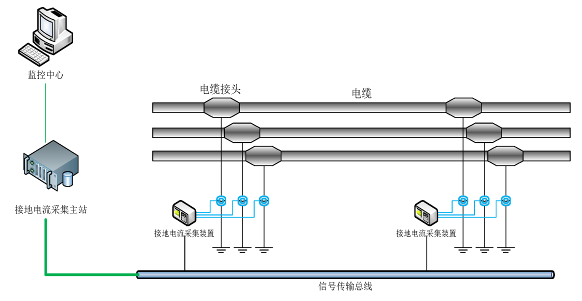 监控中心
电缆接头
电缆
接地电流采集主站
接地电流采集装置
接地电流采集装置
信号传输总线